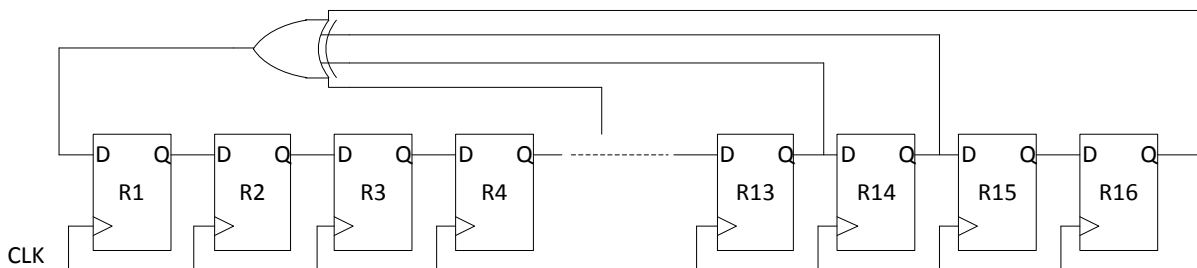 D Q D Q D Q D Q D Q D Q D Q D Q
R1 R2 R3 R4 R13 R14 R15 R16
CLK